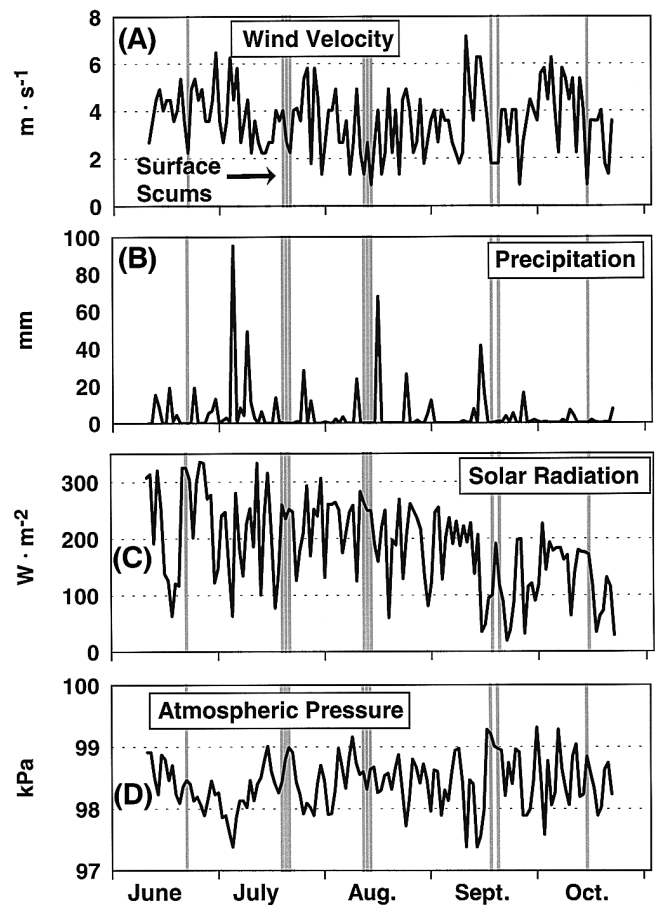 (A)
Wind Velocity
8
6
4
2
0
m · s⁻¹
Surface
Scums
(B)
Precipitation
100
80
60
40
20
0
mm
Solar Radiation
300
200
100
0
W · m⁻²
(C)
100
99
98
97
kPa
Atmospheric Pressure
(D)
June July Aug. Sept. Oct.